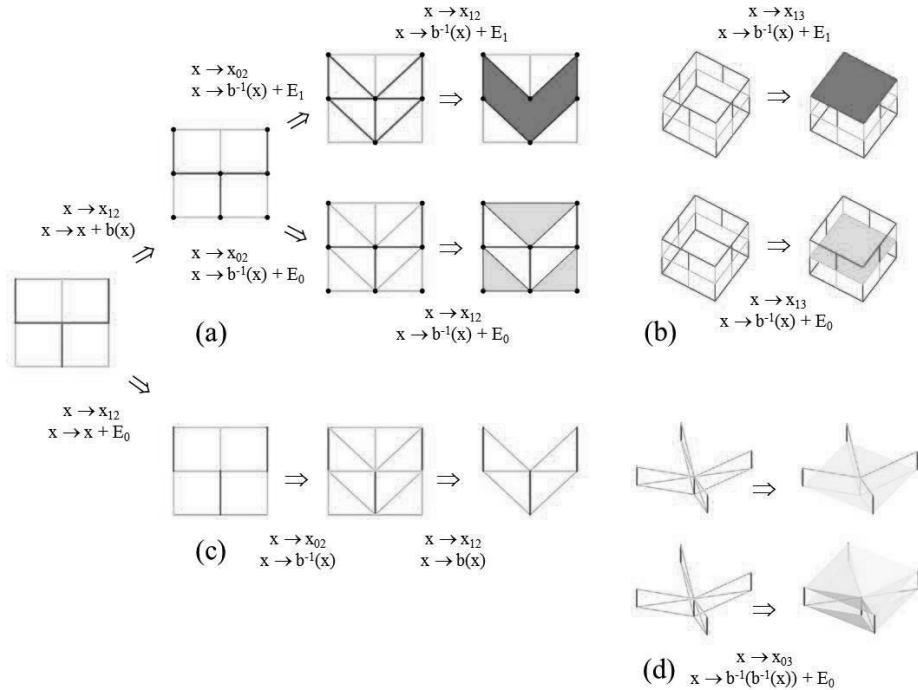 x → x₁₂
x → b⁻¹(x) + E₁
x → x₁₃
x → b⁻¹(x) + E₁
x → x₀₂
x → b⁻¹(x) + E₁
x → x₁₂
x → x + b(x)
x → x₀₂
x → b⁻¹(x) + E₀
x → x₁₂
x → b⁻¹(x) + E₀
x → x₁₃
x → b⁻¹(x) + E₀
(a)
(b)
x → x₁₂
x → x + E₀
(c)
x → x₀₂
x → b⁻¹(x)
x → x₁₂
x → b(x)
(d)
x → x₀₃
x → b⁻¹(b⁻¹(x)) + E₀